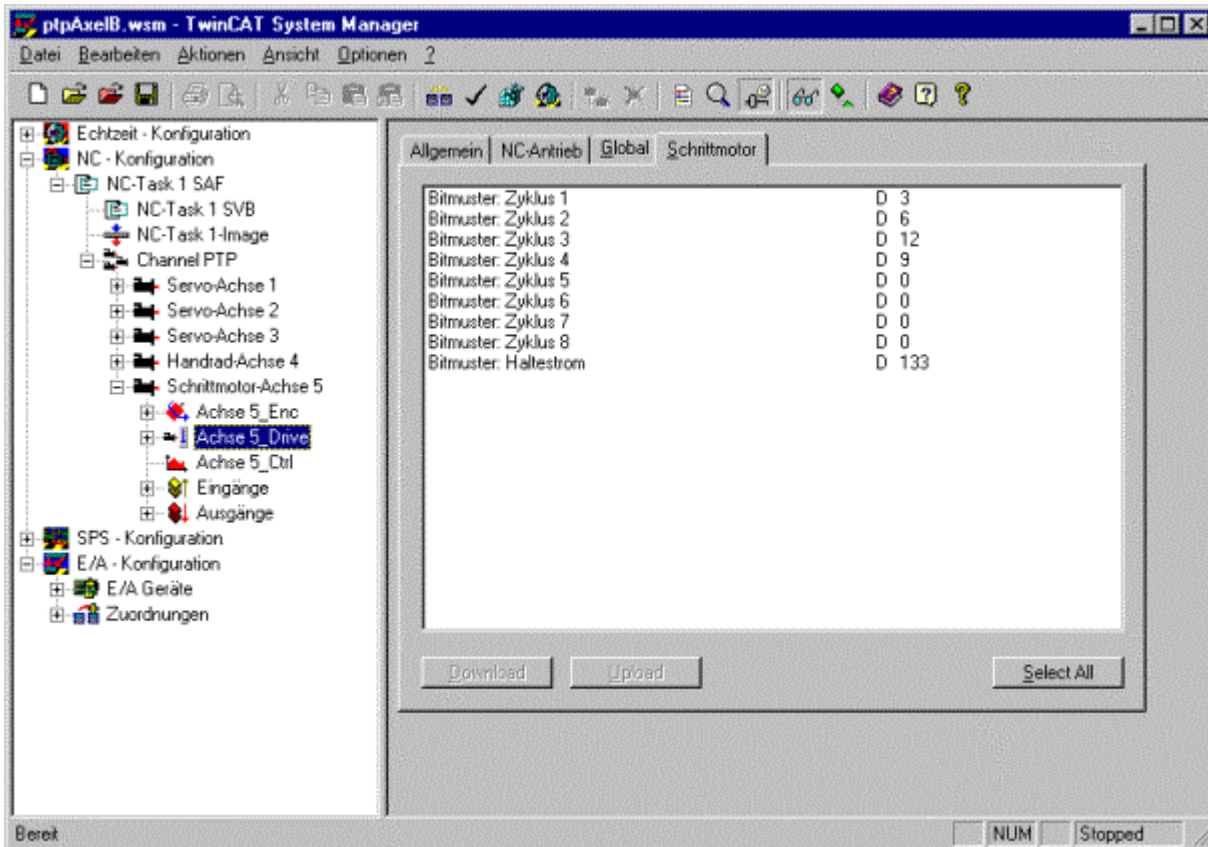 ptpAxelB.wsm - TwinCAT System Manager
Datei Bearbeiten Aktionen Ansicht Optionen ?
Echtzeit - Konfiguration
NC - Konfiguration
NC-Task 1 SAF
NC-Task 1 SVB
NC-Task 1-Image
Channel PTP
Servo-Achse 1
Servo-Achse 2
Servo-Achse 3
Handrad-Achse 4
Schrittmotor-Achse 5
Achse 5_Enc
Achse 5_Drive
Achse 5_Ctrl
Eingänge
Ausgänge
SPS - Konfiguration
E/A - Konfiguration
E/A Geräte
Zuordnungen
Allgemein NC-Antrieb Global Schrittmotor
Bitmuster: Zyklus 1 D 3
Bitmuster: Zyklus 2 D 6
Bitmuster: Zyklus 3 D 12
Bitmuster: Zyklus 4 D 9
Bitmuster: Zyklus 5 D 0
Bitmuster: Zyklus 6 D 0
Bitmuster: Zyklus 7 D 0
Bitmuster: Zyklus 8 D 0
Bitmuster: Haltestrom D 133
Download Upload Select All
Bereit NUM Stopped